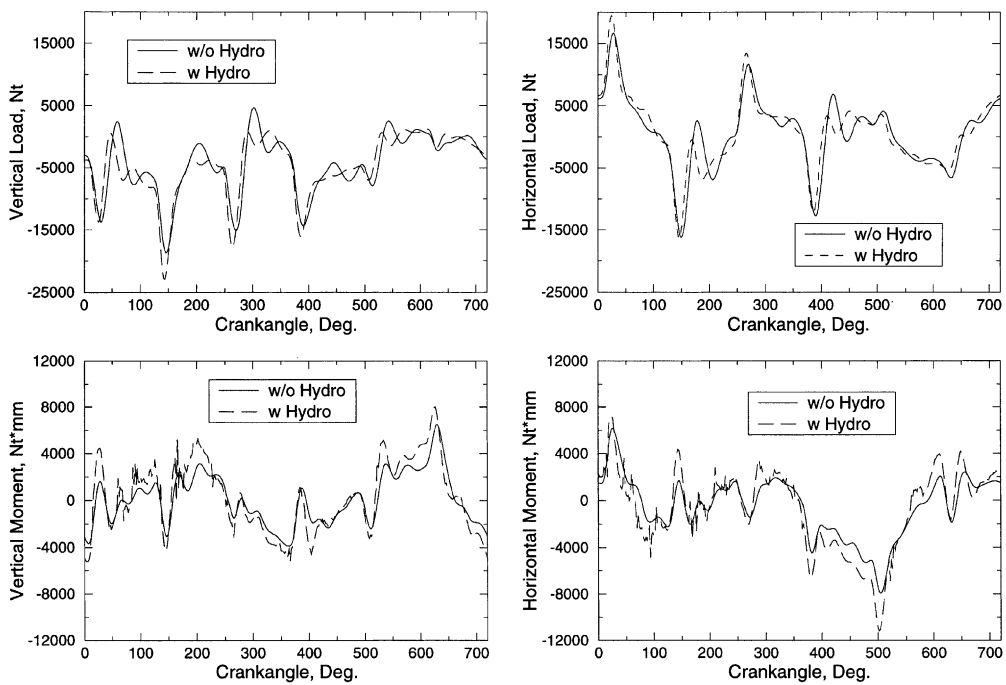 15000
5000
-5000
-15000
-25000
Vertical Load, Nt
w/o Hydro
w Hydro
0 100 200 300 400 500 600 700
Crankangle, Deg.
15000
5000
-5000
-15000
-25000
Horizontal Load, Nt
w/o Hydro
w Hydro
0 100 200 300 400 500 600 700
Crankangle, Deg.
12000
8000
4000
0
-4000
-8000
-12000
Vertical Moment, Nt*mm
w/o Hydro
w Hydro
0 100 200 300 400 500 600 700
Crankangle, Deg.
12000
8000
4000
0
-4000
-8000
-12000
Horizontal Moment, Nt*mm
w/o Hydro
w Hydro
0 100 200 300 400 500 600 700
Crankangle, Deg.